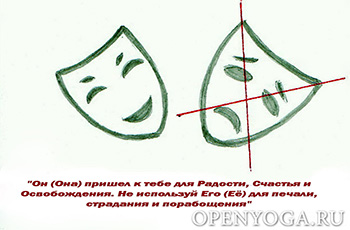 "Он (Она) пришел к тебе для Радости, Счастья и
Освобождения. Не используй Его (Её) для печали,
страдания и порабощения"
OPENYOGA.RU